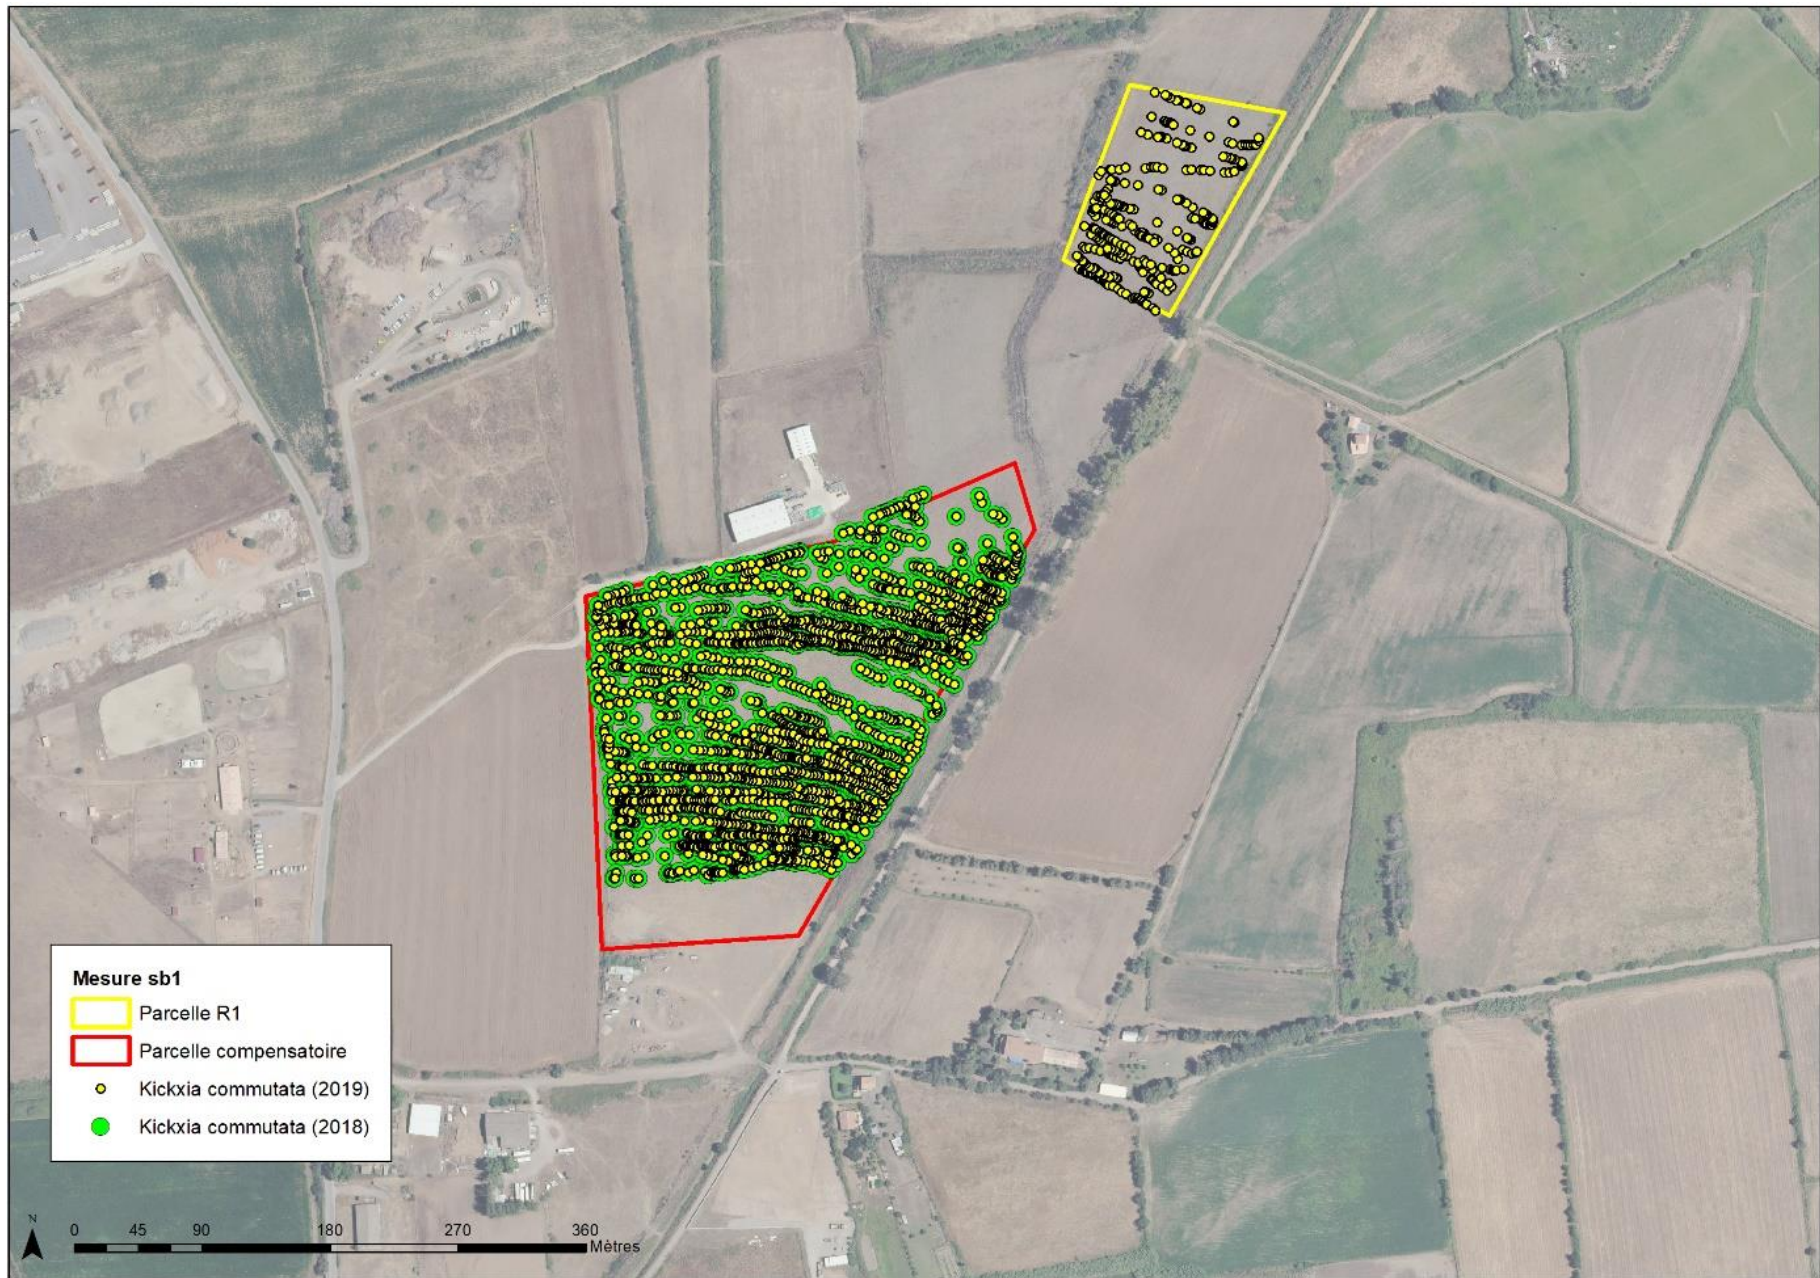 Mesure sb1
Parcelle R1
Parcelle compensatoire
Kickxia commutata (2019)
Kickxia commutata (2018)
N
0 45 90 180 270 360
Mètres